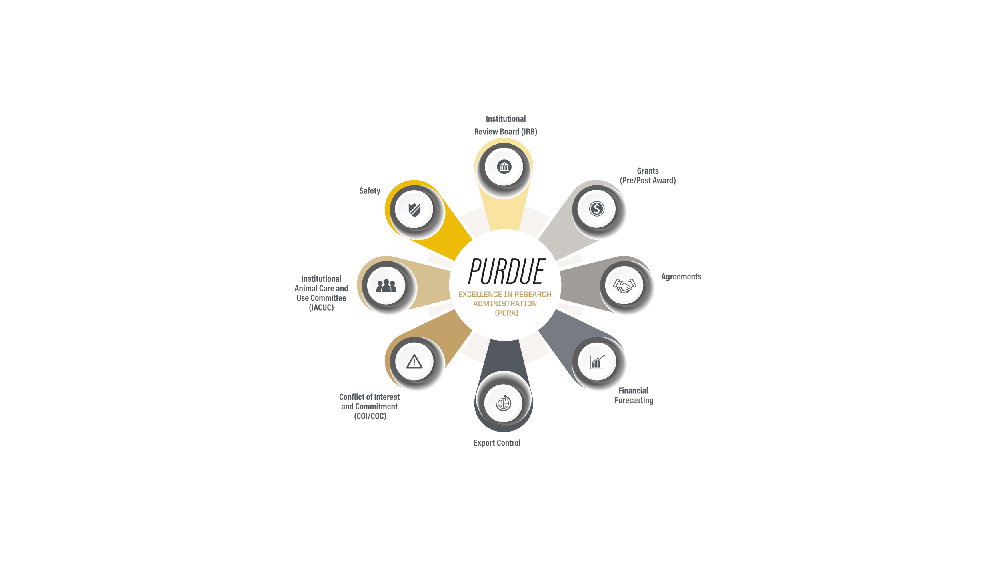 Institutional
Review Board (IRB)
Grants
(Pre/Post Award)
Safety
Agreements
PURDUE
EXCELLENCE IN RESEARCH
ADMINISTRATION
(PERA)
Institutional
Animal Care and
Use Committee
(IACUC)
Financial
Forecasting
Conflict of Interest
and Commitment
(COI/COC)
Export Control